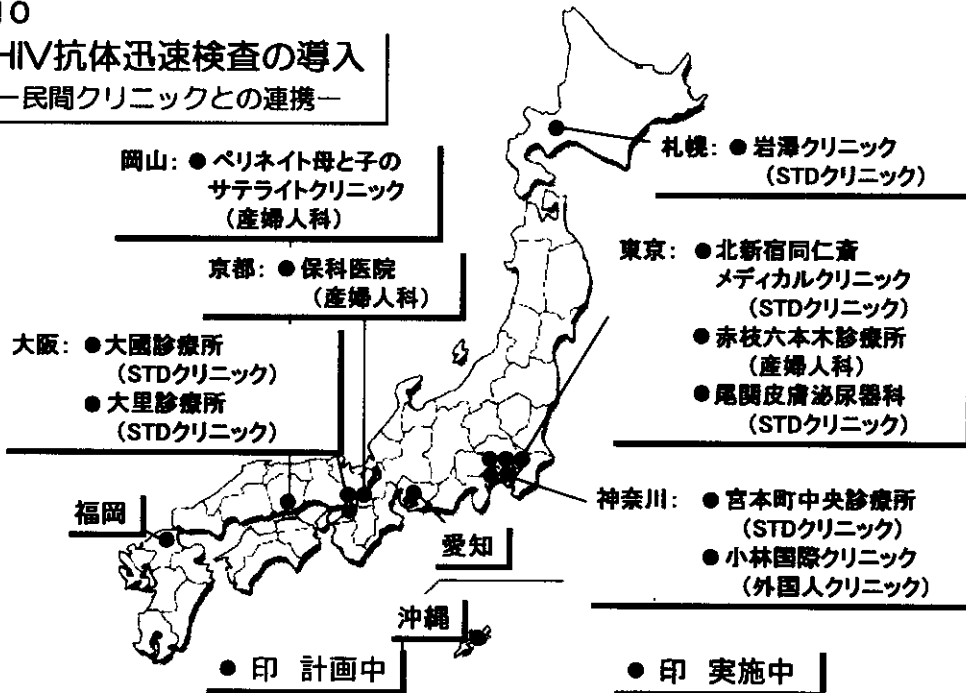 10
HIV抗体迅速検査の導入
ー民間クリニックとの連携ー
岡山: ● ペリネイト母と子の
サテライトクリニック
(産婦人科)
京都: ● 保科医院
(産婦人科)
大阪: ● 大國診療所
(STDクリニック)
● 大里診療所
(STDクリニック)
福岡
札幌: ● 岩澤クリニック
(STDクリニック)
東京: ● 北新宿同仁斎
メディカルクリニック
(STDクリニック)
● 赤枝六本木診療所
(産婦人科)
● 尾関皮膚泌尿器科
(STDクリニック)
神奈川: ● 宮本町中央診療所
(STDクリニック)
● 小林国際クリニック
(外国人クリニック)
愛知
沖縄
● 印 計画中
● 印 実施中